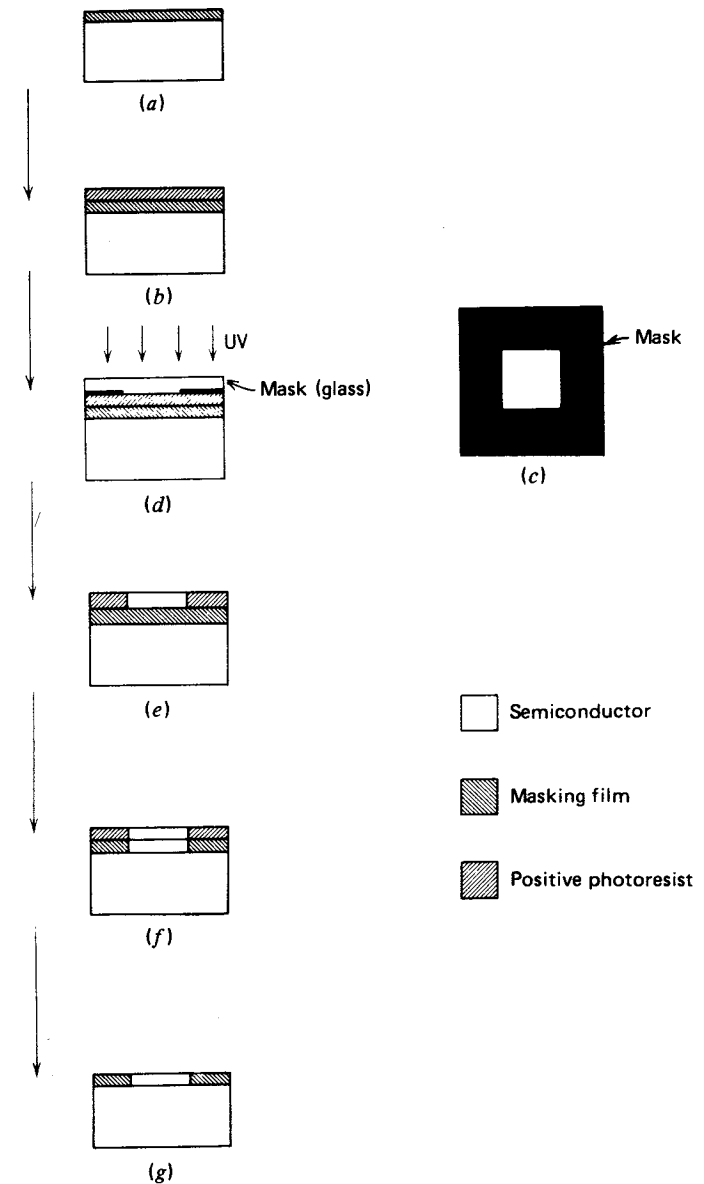 (a)
(b)
UV
Mask (glass)
(d)
Mask
(c)
(e)
Semiconductor
Masking film
Positive photoresist
(f)
(g)